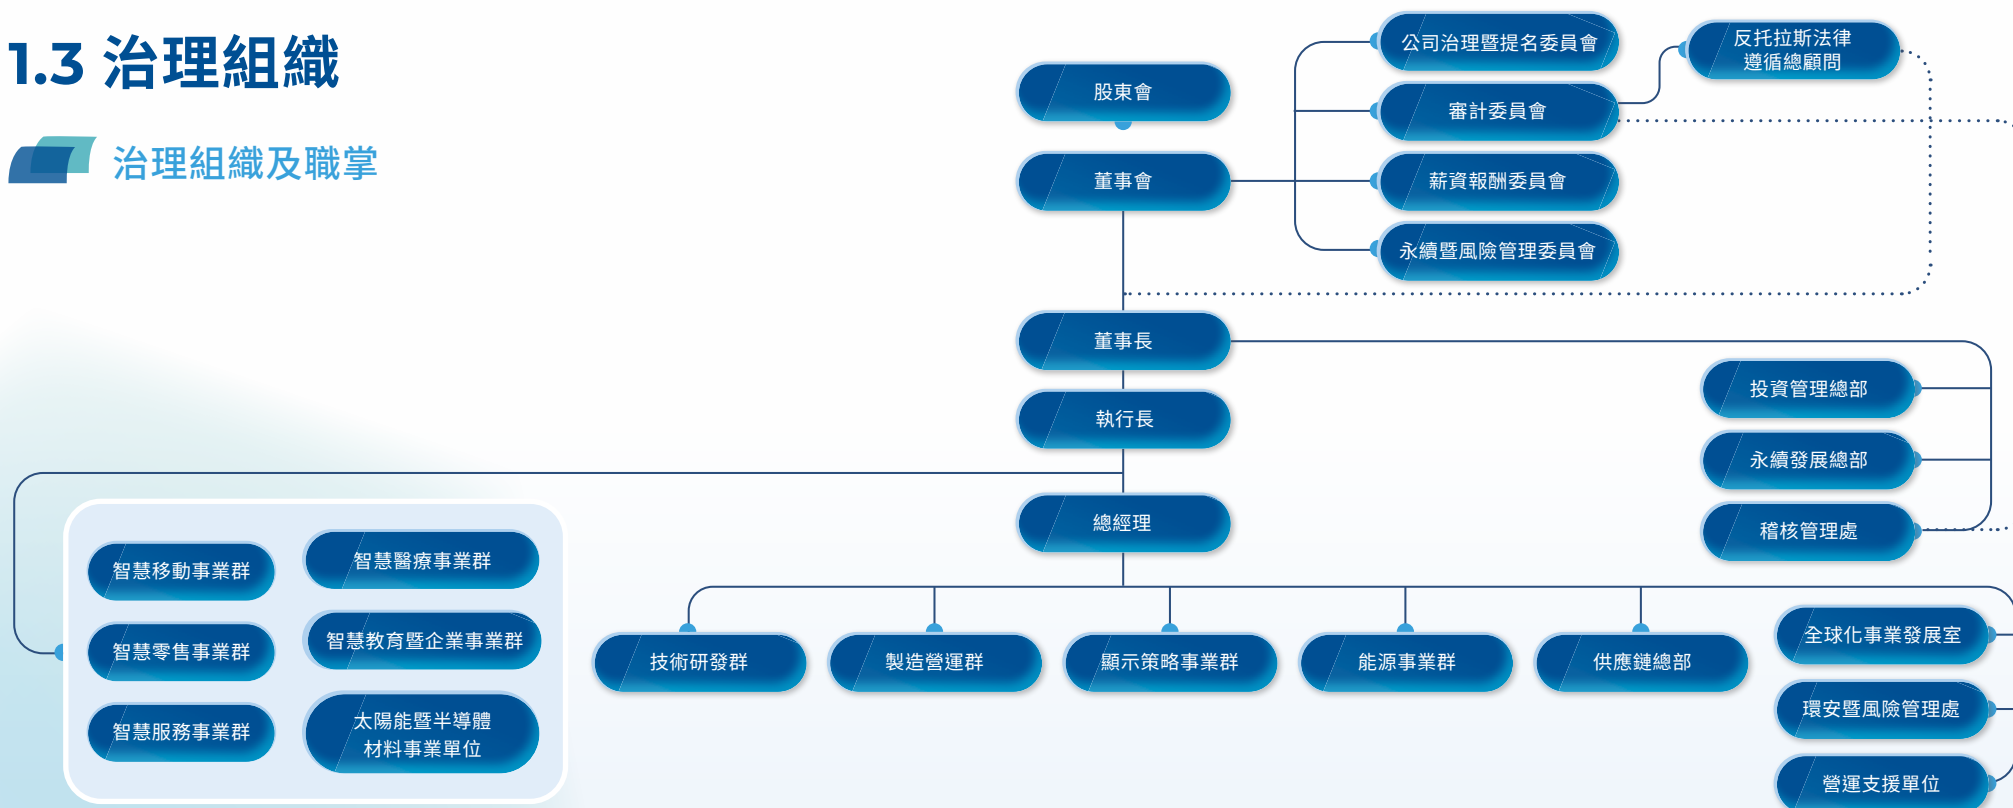 1.3 治理組織
治理組織及職掌
股東會
董事會
公司治理暨提名委員會
審計委員會
薪資報酬委員會
永續暨風險管理委員會
反托拉斯法律
遵循總顧問
董事長
執行長
總經理
投資管理總部
永續發展總部
稽核管理處
智慧移動事業群
智慧零售事業群
智慧服務事業群
智慧醫療事業群
智慧教育暨企業事業群
太陽能暨半導體
材料事業單位
技術研發群
製造營運群
顯示策略事業群
能源事業群
供應鏈總部
全球化事業發展室
環安暨風險管理處
營運支援單位